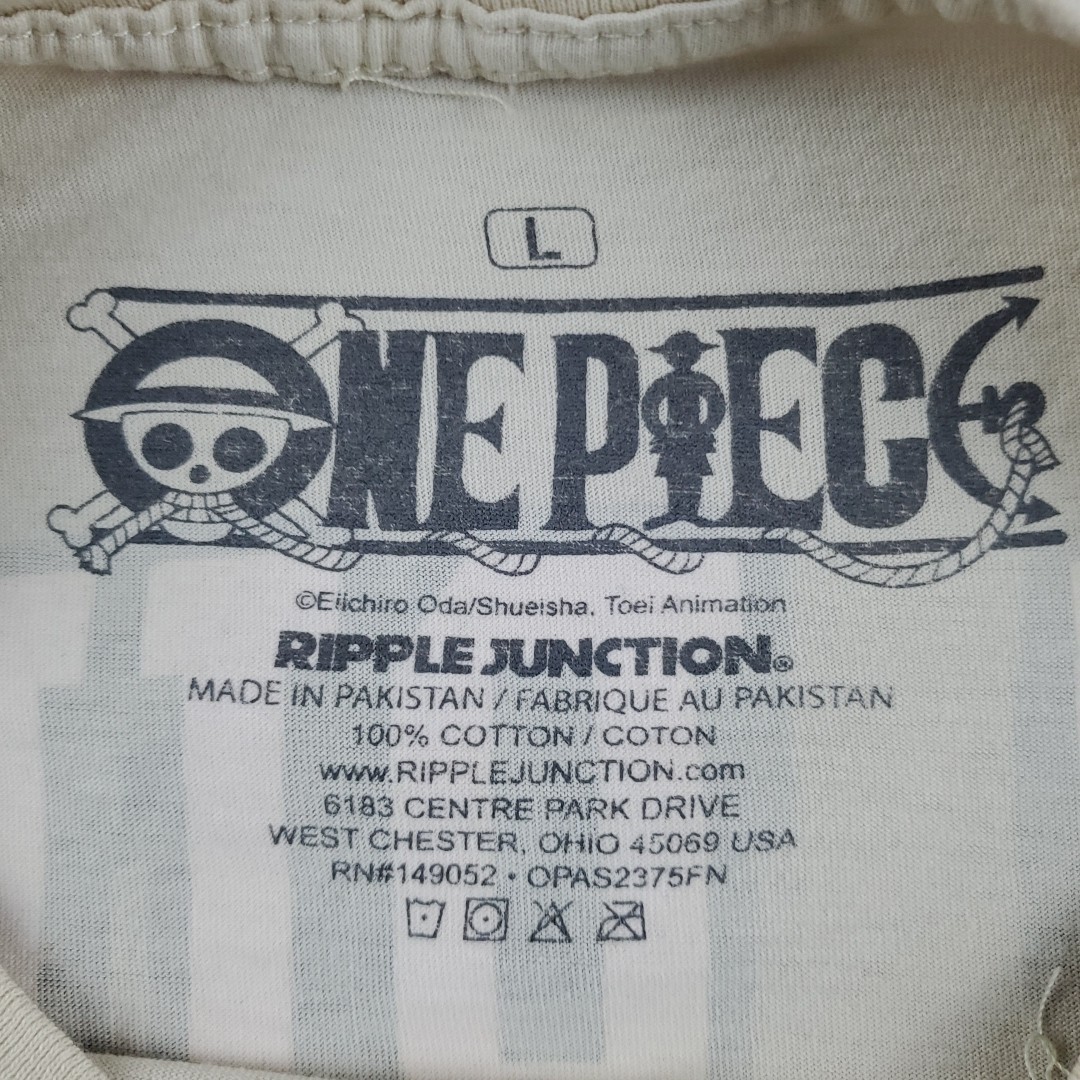 L
ONE PIECE
©Eiichiro Oda/Shueisha, Toei Animation
RIPPLE JUNCTION®
MADE IN PAKISTAN / FABRIQUE AU PAKISTAN
100% COTTON / COTON
www.RIPPLEJUNCTION.com
6183 CENTRE PARK DRIVE
WEST CHESTER, OHIO 45069 USA
RN#149052 • OPAS2375FN